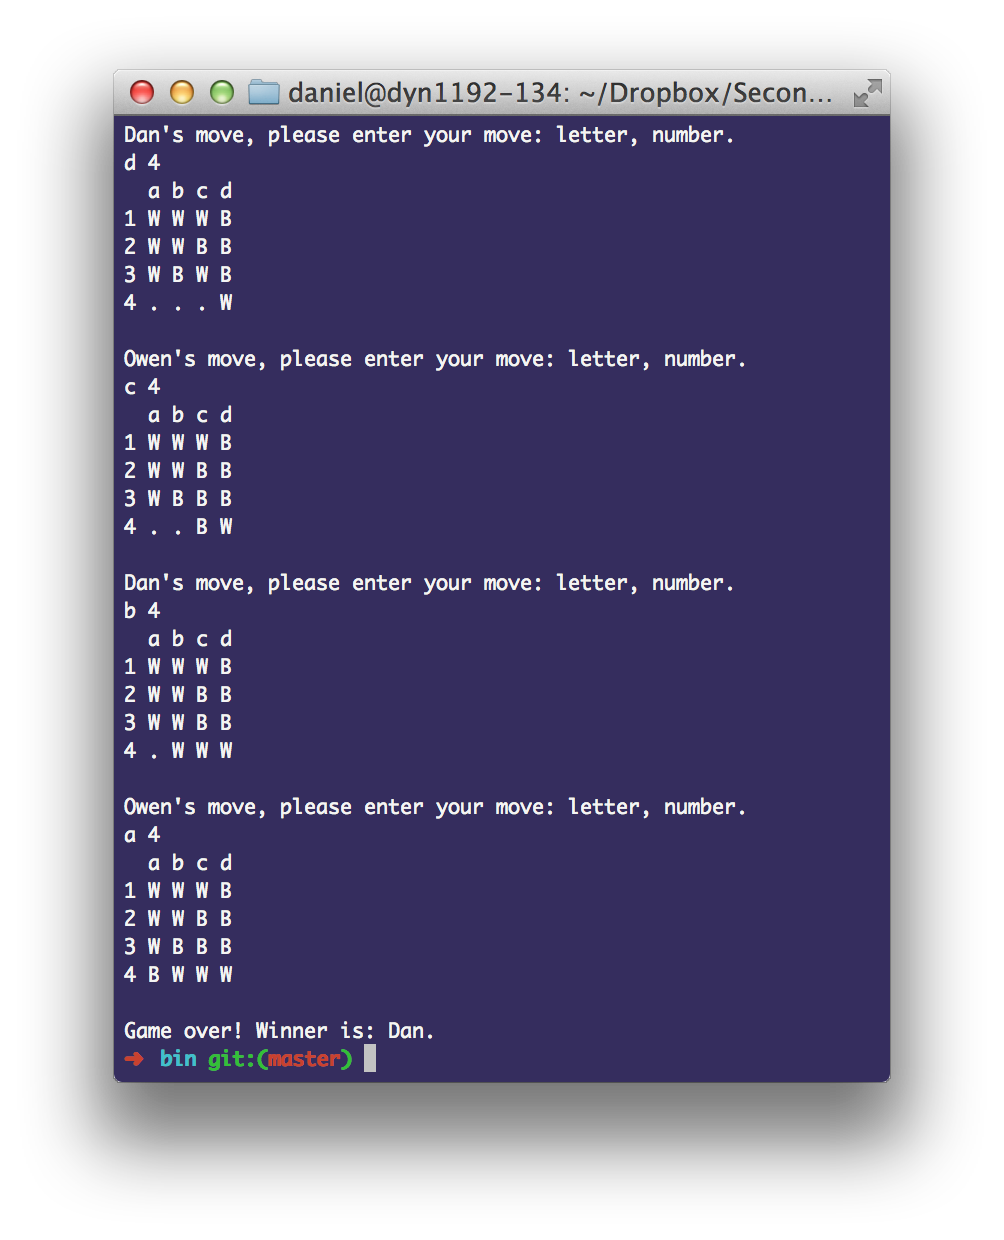 daniel@dyn1192-134: ~/Dropbox/Secon...
Dan's move, please enter your move: letter, number.
d 4
  a b c d
1 W W W B
2 W W B B
3 W B W B
4 . . . W
Owen's move, please enter your move: letter, number.
c 4
  a b c d
1 W W W B
2 W W B B
3 W B B B
4 . . B W
Dan's move, please enter your move: letter, number.
b 4
  a b c d
1 W W W B
2 W W B B
3 W W B B
4 . W W W
Owen's move, please enter your move: letter, number.
a 4
  a b c d
1 W W W B
2 W W B B
3 W B B B
4 B W W W
Game over! Winner is: Dan.
➜ bin git:(master)